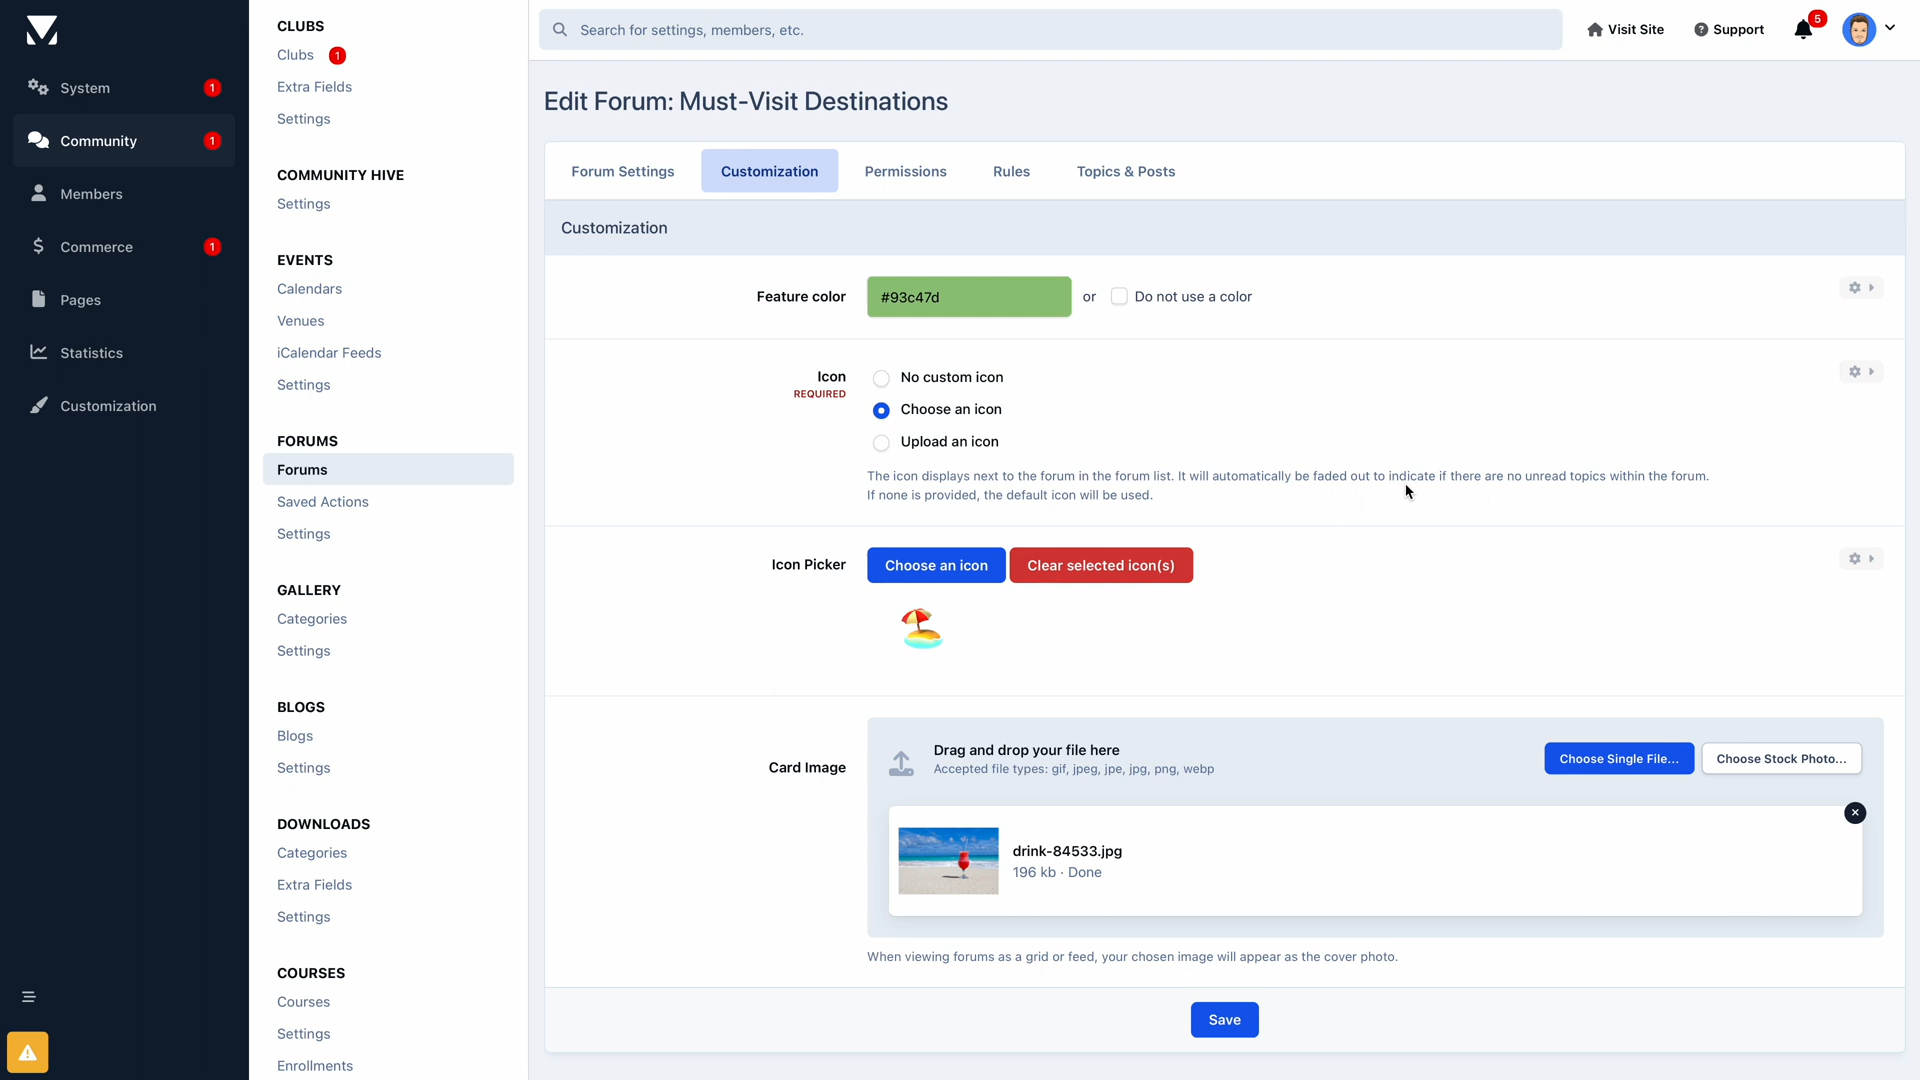 System
1
Community
1
Members
Commerce
1
Pages
Statistics
Customization
CLUBS
Clubs
1
Extra Fields
Settings
COMMUNITY HIVE
Settings
EVENTS
Calendars
Venues
iCalendar Feeds
Settings
FORUMS
Forums
Saved Actions
Settings
GALLERY
Categories
Settings
BLOGS
Blogs
Settings
DOWNLOADS
Categories
Extra Fields
Settings
COURSES
Courses
Settings
Enrollments
Search for settings, members, etc.
Visit Site
Support
5
Edit Forum: Must-Visit Destinations
Forum Settings
Customization
Permissions
Rules
Topics & Posts
Customization
Feature color
#93c47d
or
Do not use a color
Icon
REQUIRED
No custom icon
Choose an icon
Upload an icon
The icon displays next to the forum in the forum list. It will automatically be faded out to indicate if there are no unread topics within the forum.
If none is provided, the default icon will be used.
Icon Picker
Choose an icon
Clear selected icon(s)
Card Image
Drag and drop your file here
Accepted file types: gif, jpeg, jpe, jpg, png, webp
Choose Single File...
Choose Stock Photo...
drink-84533.jpg
196 kb · Done
When viewing forums as a grid or feed, your chosen image will appear as the cover photo.
Save